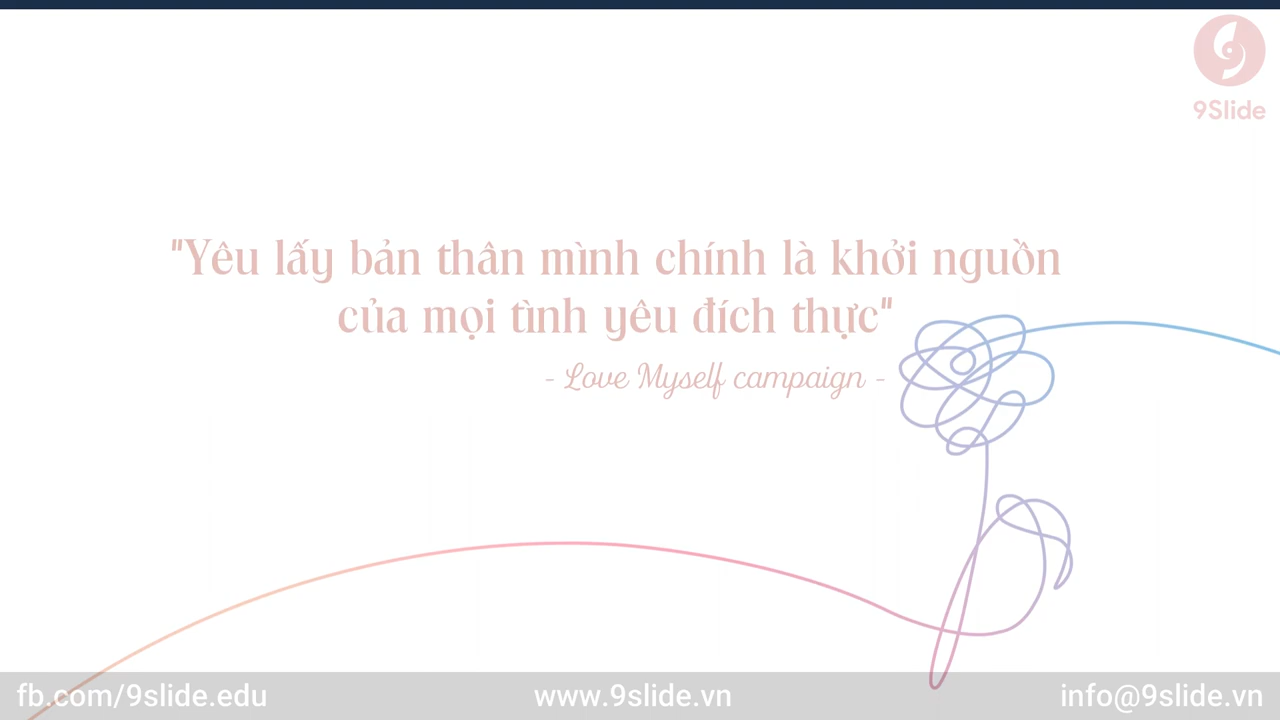 9Slide
"Yêu lấy bản thân mình chính là khởi nguồn
của mọi tình yêu đích thực"
- Love Myself campaign -
fb.com/9slide.edu
www.9slide.vn
info@9slide.vn